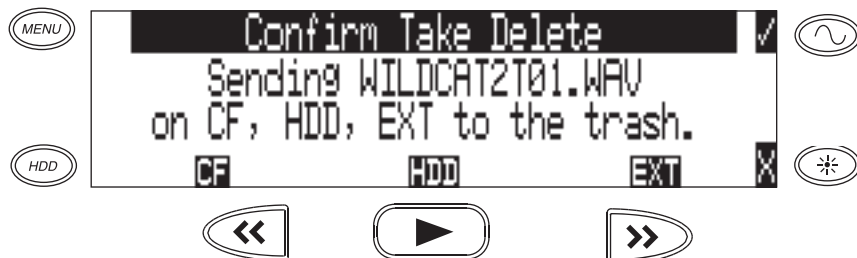 MENU
Confirm Take Delete
Sending WILDCAT2T01.WAV
on CF, HDD, EXT to the trash.
HDD
CF HDD EXT X